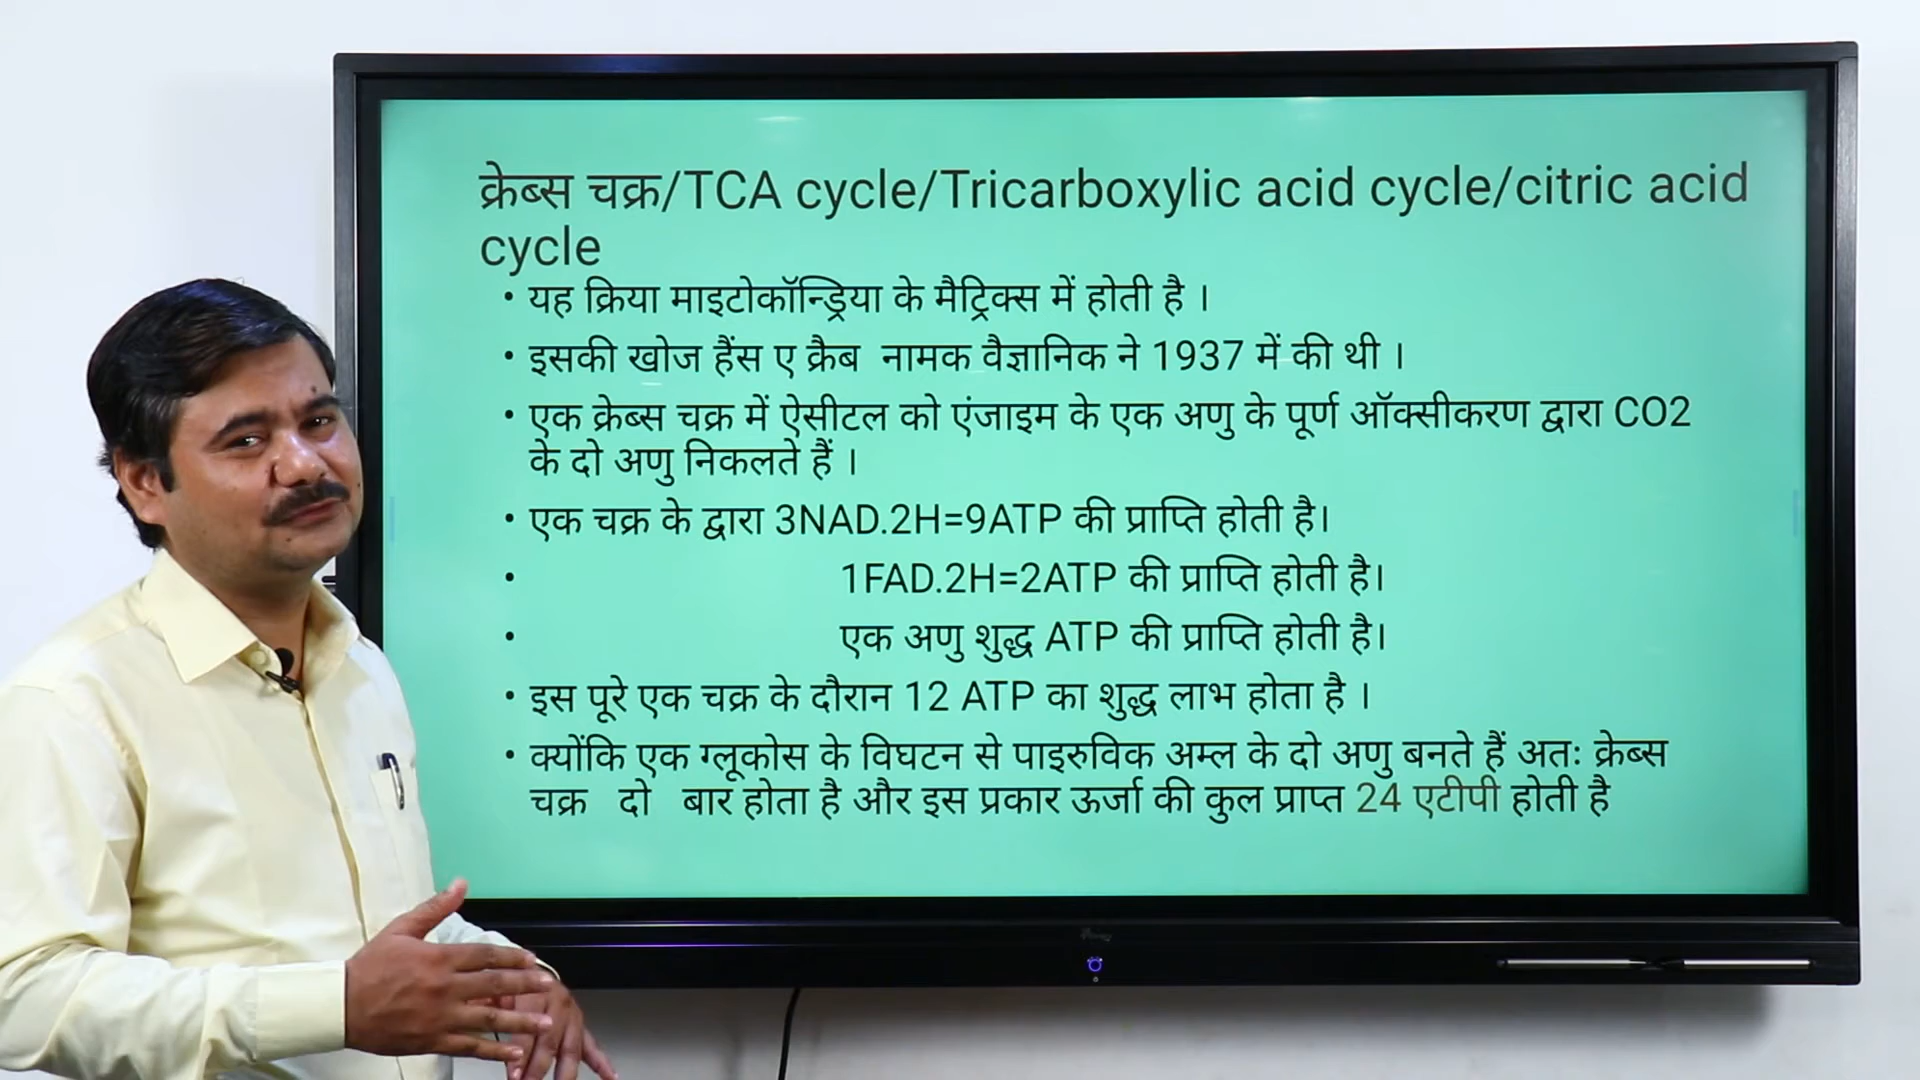 क्रेब्स चक्र/TCA cycle/Tricarboxylic acid cycle/citric acid
cycle
• यह क्रिया माइटोकॉन्ड्रिया के मैट्रिक्स में होती है ।
• इसकी खोज हैंस ए क्रैब नामक वैज्ञानिक ने 1937 में की थी ।
• एक क्रेब्स चक्र में ऐसीटल को एंजाइम के एक अणु के पूर्ण ऑक्सीकरण द्वारा CO2
के दो अणु निकलते हैं ।
• एक चक्र के द्वारा 3NAD.2H=9ATP की प्राप्ति होती है।
• 1FAD.2H=2ATP की प्राप्ति होती है।
• एक अणु शुद्ध ATP की प्राप्ति होती है।
• इस पूरे एक चक्र के दौरान 12 ATP का शुद्ध लाभ होता है ।
• क्योंकि एक ग्लूकोस के विघटन से पाइरुविक अम्ल के दो अणु बनते हैं अतः क्रेब्स
चक्र दो बार होता है और इस प्रकार ऊर्जा की कुल प्राप्त 24 एटीपी होती है